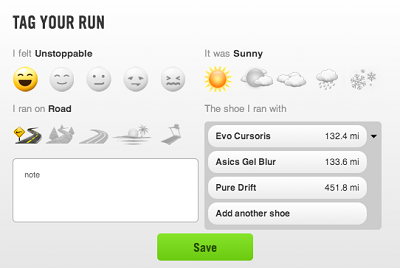 TAG YOUR RUN
I felt Unstoppable
It was Sunny
I ran on Road
The shoe I ran with
Evo Cursoris 132.4 mi
Asics Gel Blur 133.6 mi
Pure Drift 451.8 mi
Add another shoe
note
Save